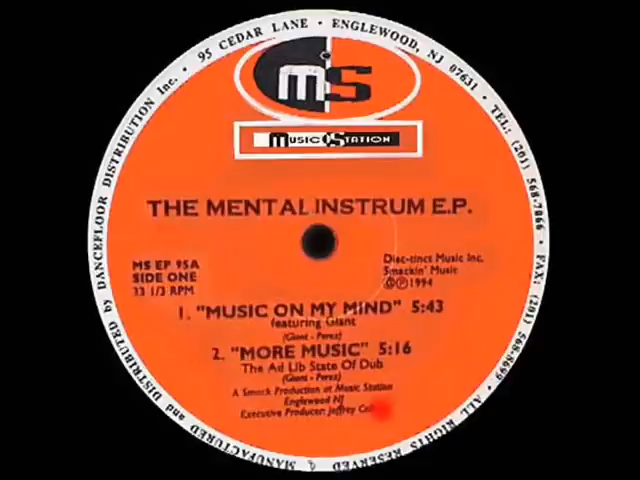 95 CEDAR LANE • ENGLEWOOD, NJ 07631 • TEL: (201) 568-7066 • FAX: (201) 568-8699 • ALL RIGHTS RESERVED •
MANUFACTURED and DISTRIBUTED by DANCEFLOOR DISTRIBUTION Inc. •
MS
MUSIC STATION
THE MENTAL INSTRUM E.P.
MS EP 95A
SIDE ONE
33 1/3 RPM
Disc-tinct Music Inc.
Smackin' Music
©℗1994
1. "MUSIC ON MY MIND" 5:43
featuring Giant
(Giant - Perez)
2. "MORE MUSIC" 5:16
The Ad Lib State Of Dub
(Giant - Perez)
A Smack Production at Music Station
Englewood NJ
Executive Producer: Jeffrey